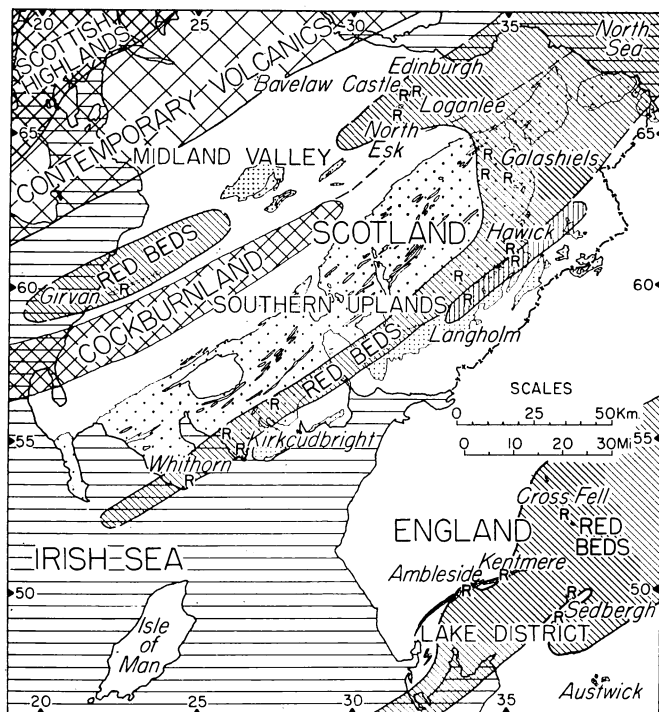 20 25 30 35
SCOTTISH
HIGHLANDS
CONTEMPORARY VOLCANICS
North
Sea
Edinburgh
Bavelaw Castle R R
R Loganlee
North
Esk
65 65
MIDLAND VALLEY
R Galashiels
R
R
SCOTLAND
Hawick
R
R
R
R
RED BEDS
R
Girvan
60 60
COCKBURNLAND
SOUTHERN UPLANDS
Langholm
RED BEDS
SCALES
0 25 50Km.
0 10 20 30Mi
R
R
R
Kirkcudbright
55 55
Whithorn
R
Cross Fell
R
RED
BEDS
ENGLAND
IRISH SEA
Kentmere
R
Ambleside
R
50 50
R
R
Sedbergh
LAKE DISTRICT
Isle
of
Man
Austwick
20 25 30 35